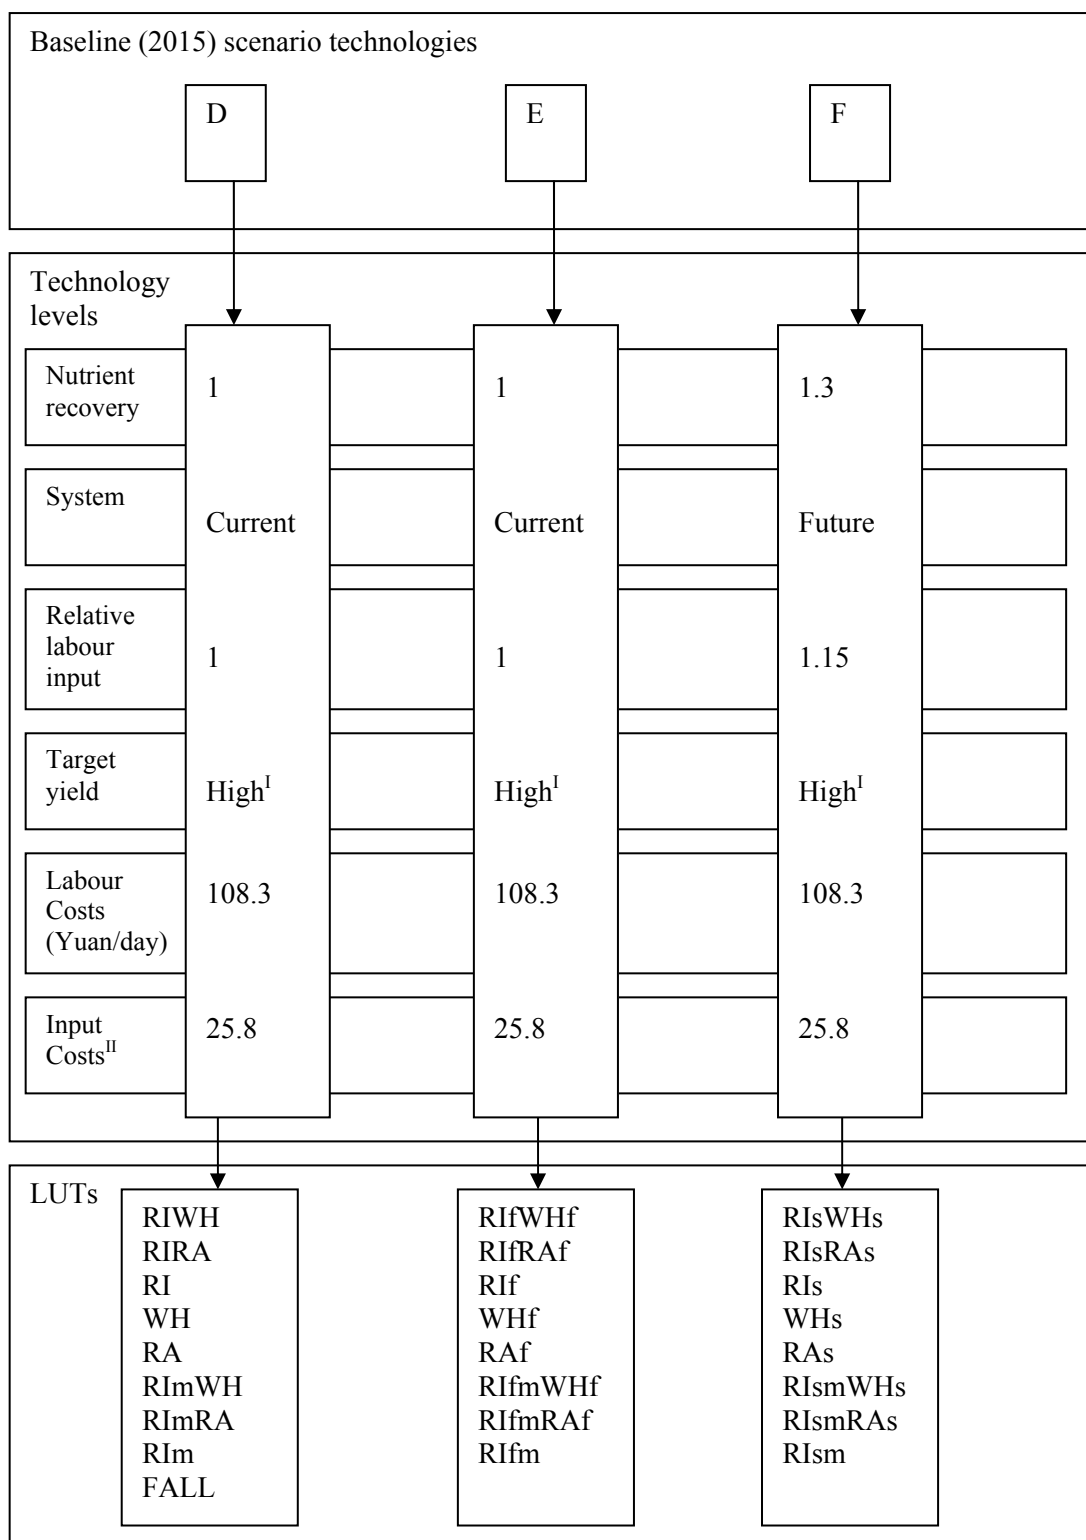 Baseline (2015) scenario technologies
D
E
F
Technology
levels
Nutrient
recovery
1
1
1.3
System
Current
Current
Future
Relative
labour
input
1
1
1.15
Target
yield
High^I
High^I
High^I
Labour
Costs
(Yuan/day)
108.3
108.3
108.3
Input
Costs^II
25.8
25.8
25.8
LUTs
RIWH
RIRA
RI
WH
RA
RImWH
RImRA
RIm
FALL
RIfWHf
RIfRAf
RIf
WHf
RAf
RIfmWHf
RIfmRAf
RIfm
RIsWHs
RIsRAs
RIs
WHs
RAs
RIsmWHs
RIsmRAs
RIsm